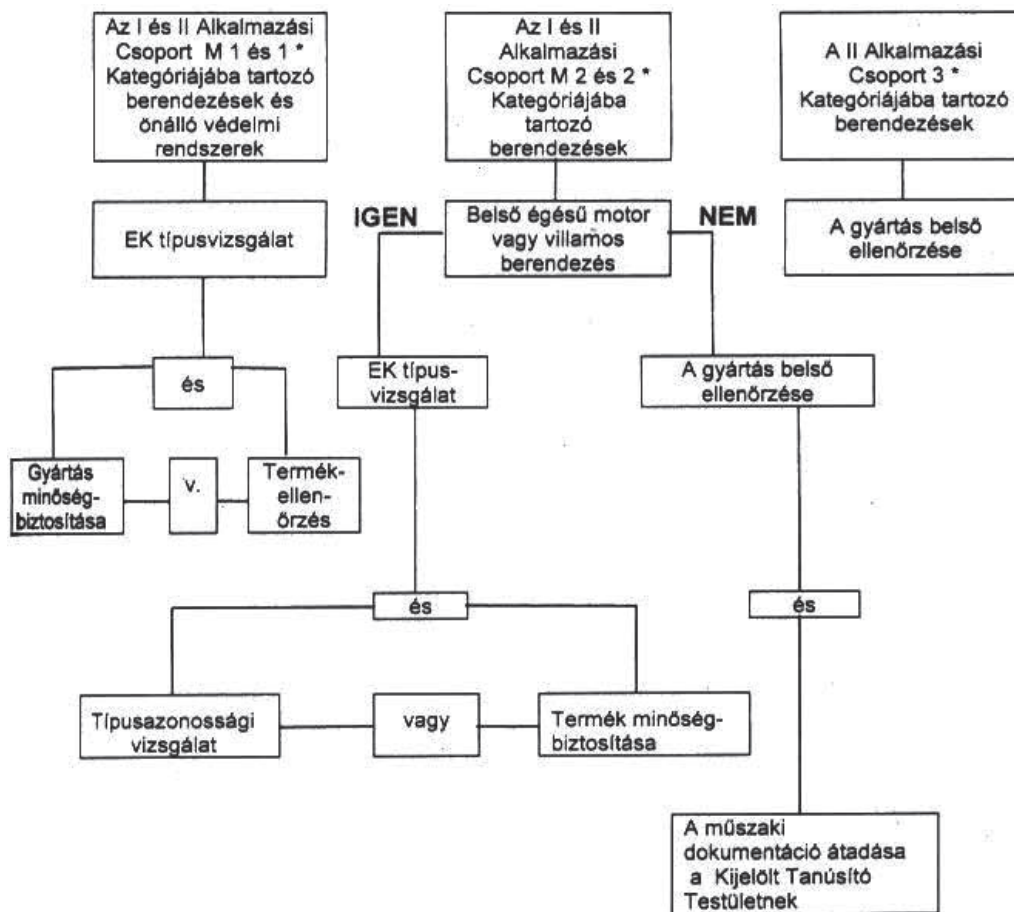 Az I és II Alkalmazási
Csoport M 1 és 1 *
Kategóriájába tartozó
berendezések és
önálló védelmi
rendszerek
Az I és II
Alkalmazási
Csoport M 2 és 2 *
Kategóriájába
tartozó
berendezések
A II Alkalmazási
Csoport 3 *
Kategóriájába tartozó
berendezések
EK típusvizsgálat
IGEN
Belső égésű motor
vagy villamos
berendezés
NEM
A gyártás belső
ellenőrzése
és
EK típus-
vizsgálat
A gyártás belső
ellenőrzése
Gyártás
minőség-
biztosítása
v.
Termék-
ellen-
őrzés
és
és
Típusazonossági
vizsgálat
vagy
Termék minőség-
biztosítása
A műszaki
dokumentáció átadása
a Kijelölt Tanúsító
Testületnek